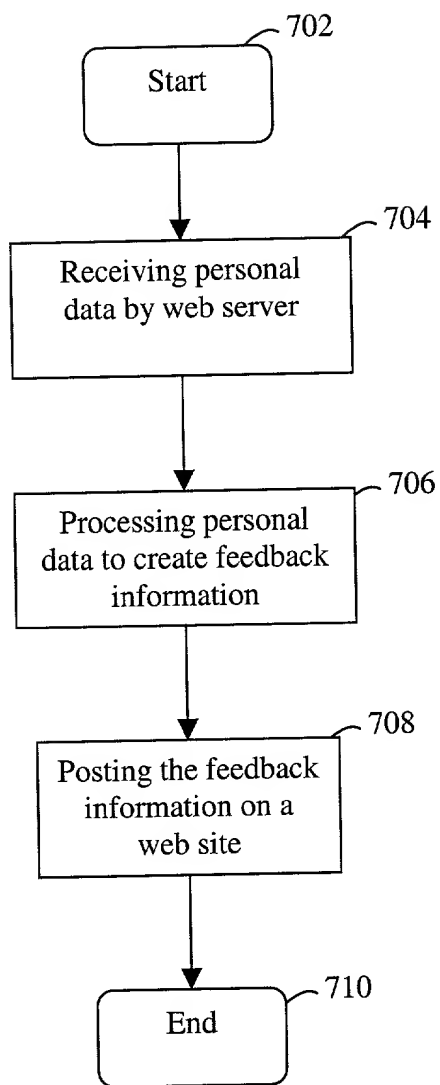 702
Start
704
Receiving personal
data by web server
706
Processing personal
data to create feedback
information
708
Posting the feedback
information on a
web site
710
End